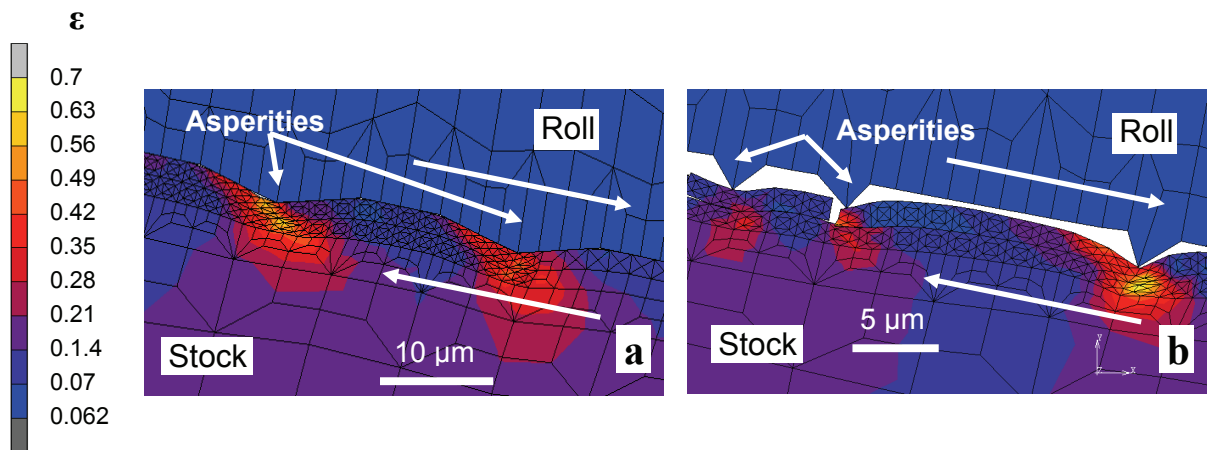 ε
0.7
0.63
0.56
0.49
0.42
0.35
0.28
0.21
0.1.4
0.07
0.062
Asperities
Roll
Stock
10 μm
a
Asperities
Roll
Stock
5 μm
b
Y
Z
X